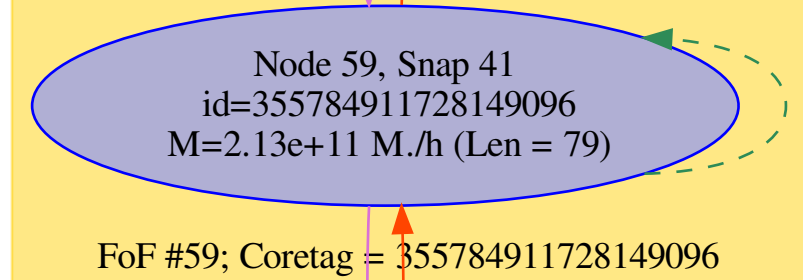 Node 59, Snap 41
id=355784911728149096
M=2.13e+11 M./h (Len = 79)
FoF #59; Coretag = 355784911728149096